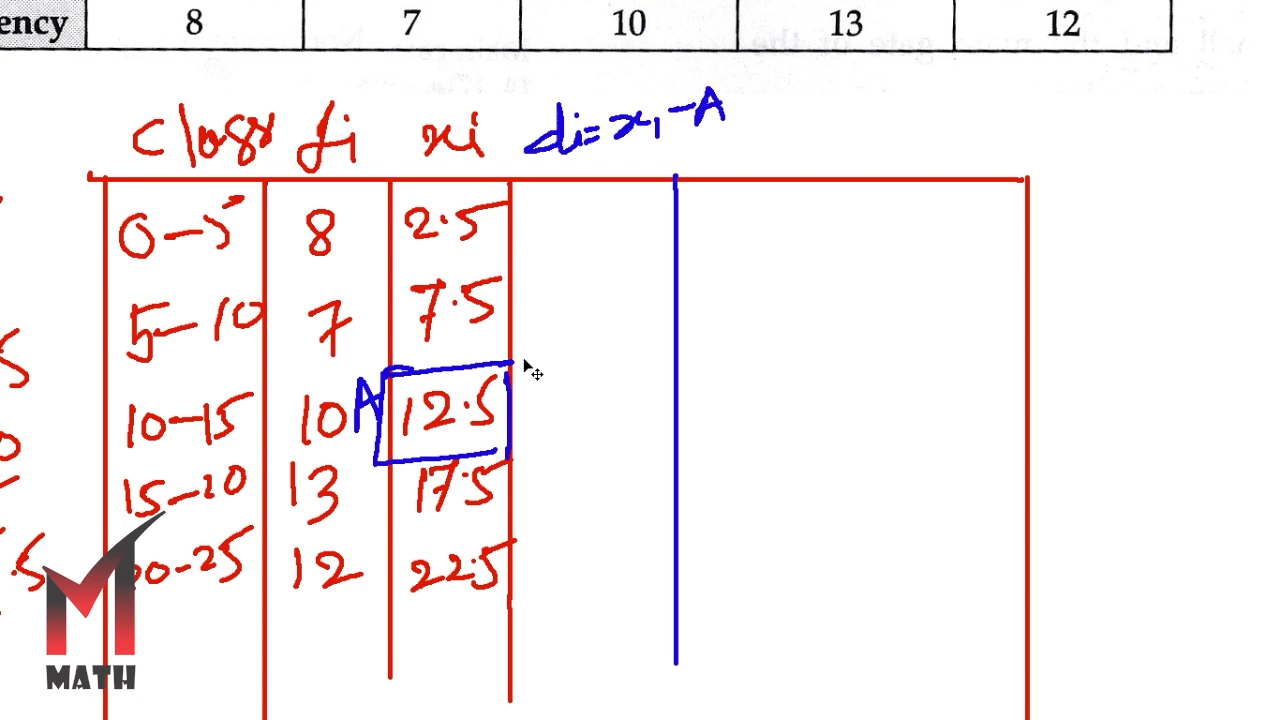 ency 8 7 10 13 12
Class fi xi di = xi - A
0-5 8 2.5
5-10 7 7.5
10-15 10 A 12.5
15-20 13 17.5
20-25 12 22.5
MATH